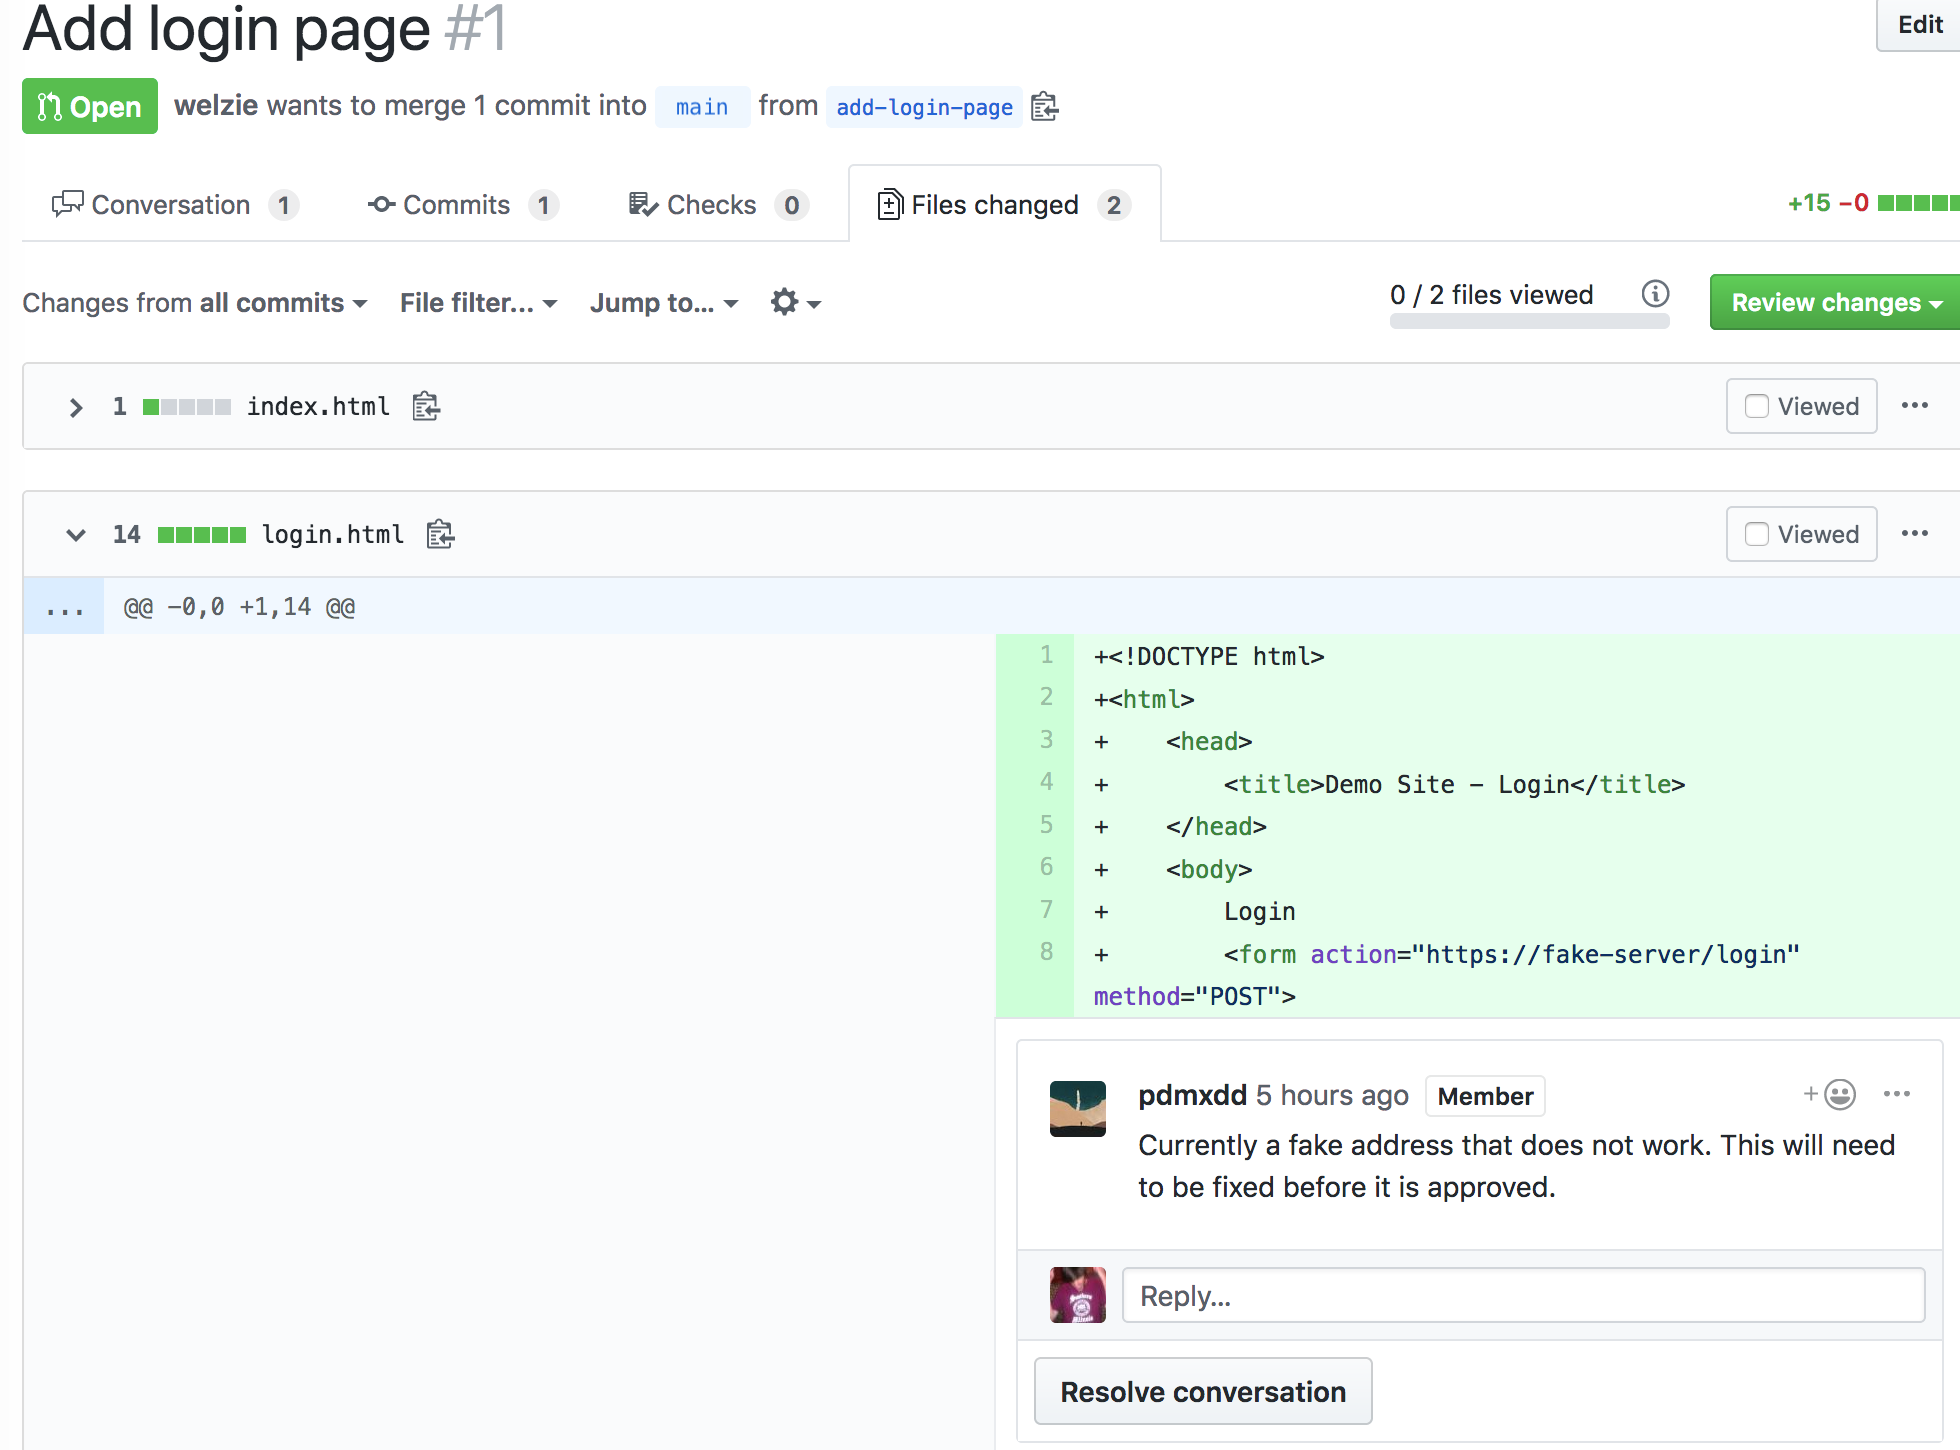 Add login page #1
Edit
Open
welzie wants to merge 1 commit into main from add-login-page
Conversation 1
Commits 1
Checks 0
Files changed 2
+15 −0
Changes from all commits
File filter...
Jump to...
0 / 2 files viewed
Review changes
1 index.html
Viewed
14 login.html
Viewed
... @@ -0,0 +1,14 @@
1 +<!DOCTYPE html>
2 +<html>
3 +    <head>
4 +        <title>Demo Site - Login</title>
5 +    </head>
6 +    <body>
7 +        Login
8 +        <form action="https://fake-server/login"
method="POST">
pdmxdd 5 hours ago Member
Currently a fake address that does not work. This will need
to be fixed before it is approved.
Reply...
Resolve conversation